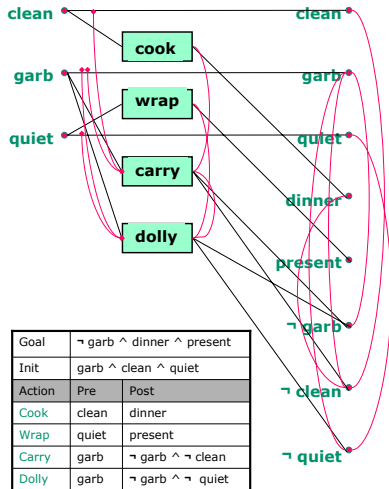 clean
clean
cook
garb
garb
wrap
quiet
quiet
carry
dinner
dolly
present
¬ garb
¬ clean
¬ quiet
Goal ¬ garb ^ dinner ^ present
Init garb ^ clean ^ quiet
Action Pre Post
Cook clean dinner
Wrap quiet present
Carry garb ¬ garb ^ ¬ clean
Dolly garb ¬ garb ^ ¬ quiet